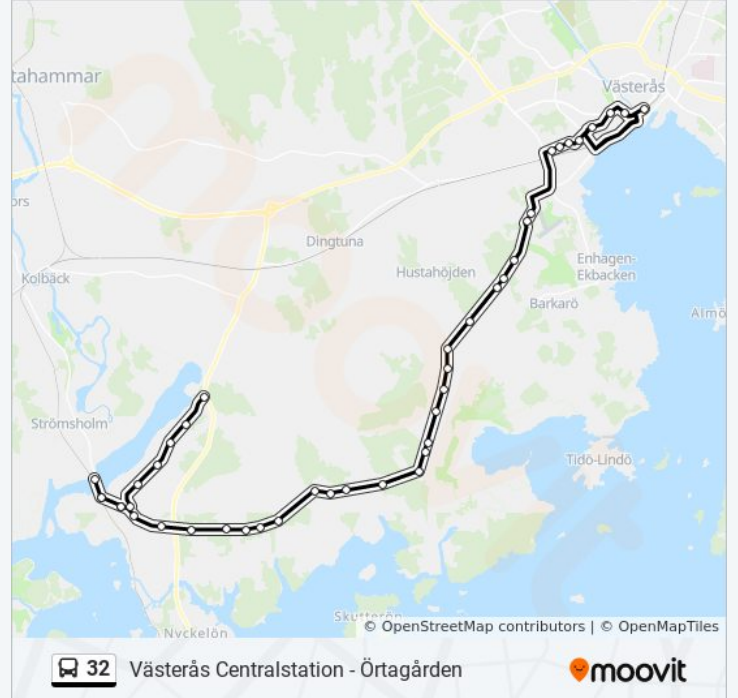 tahammar
Västerås
ors
Dingtuna
Enhagen-
Ekbacken
Hustahöjden
Kolbäck
Barkarö
Almö
Strömsholm
Tidö-Lindö
Skutterön
© OpenStreetMap contributors | © OpenMapTiles
Nyckelön
32 Västerås Centralstation - Örtagården
moovit